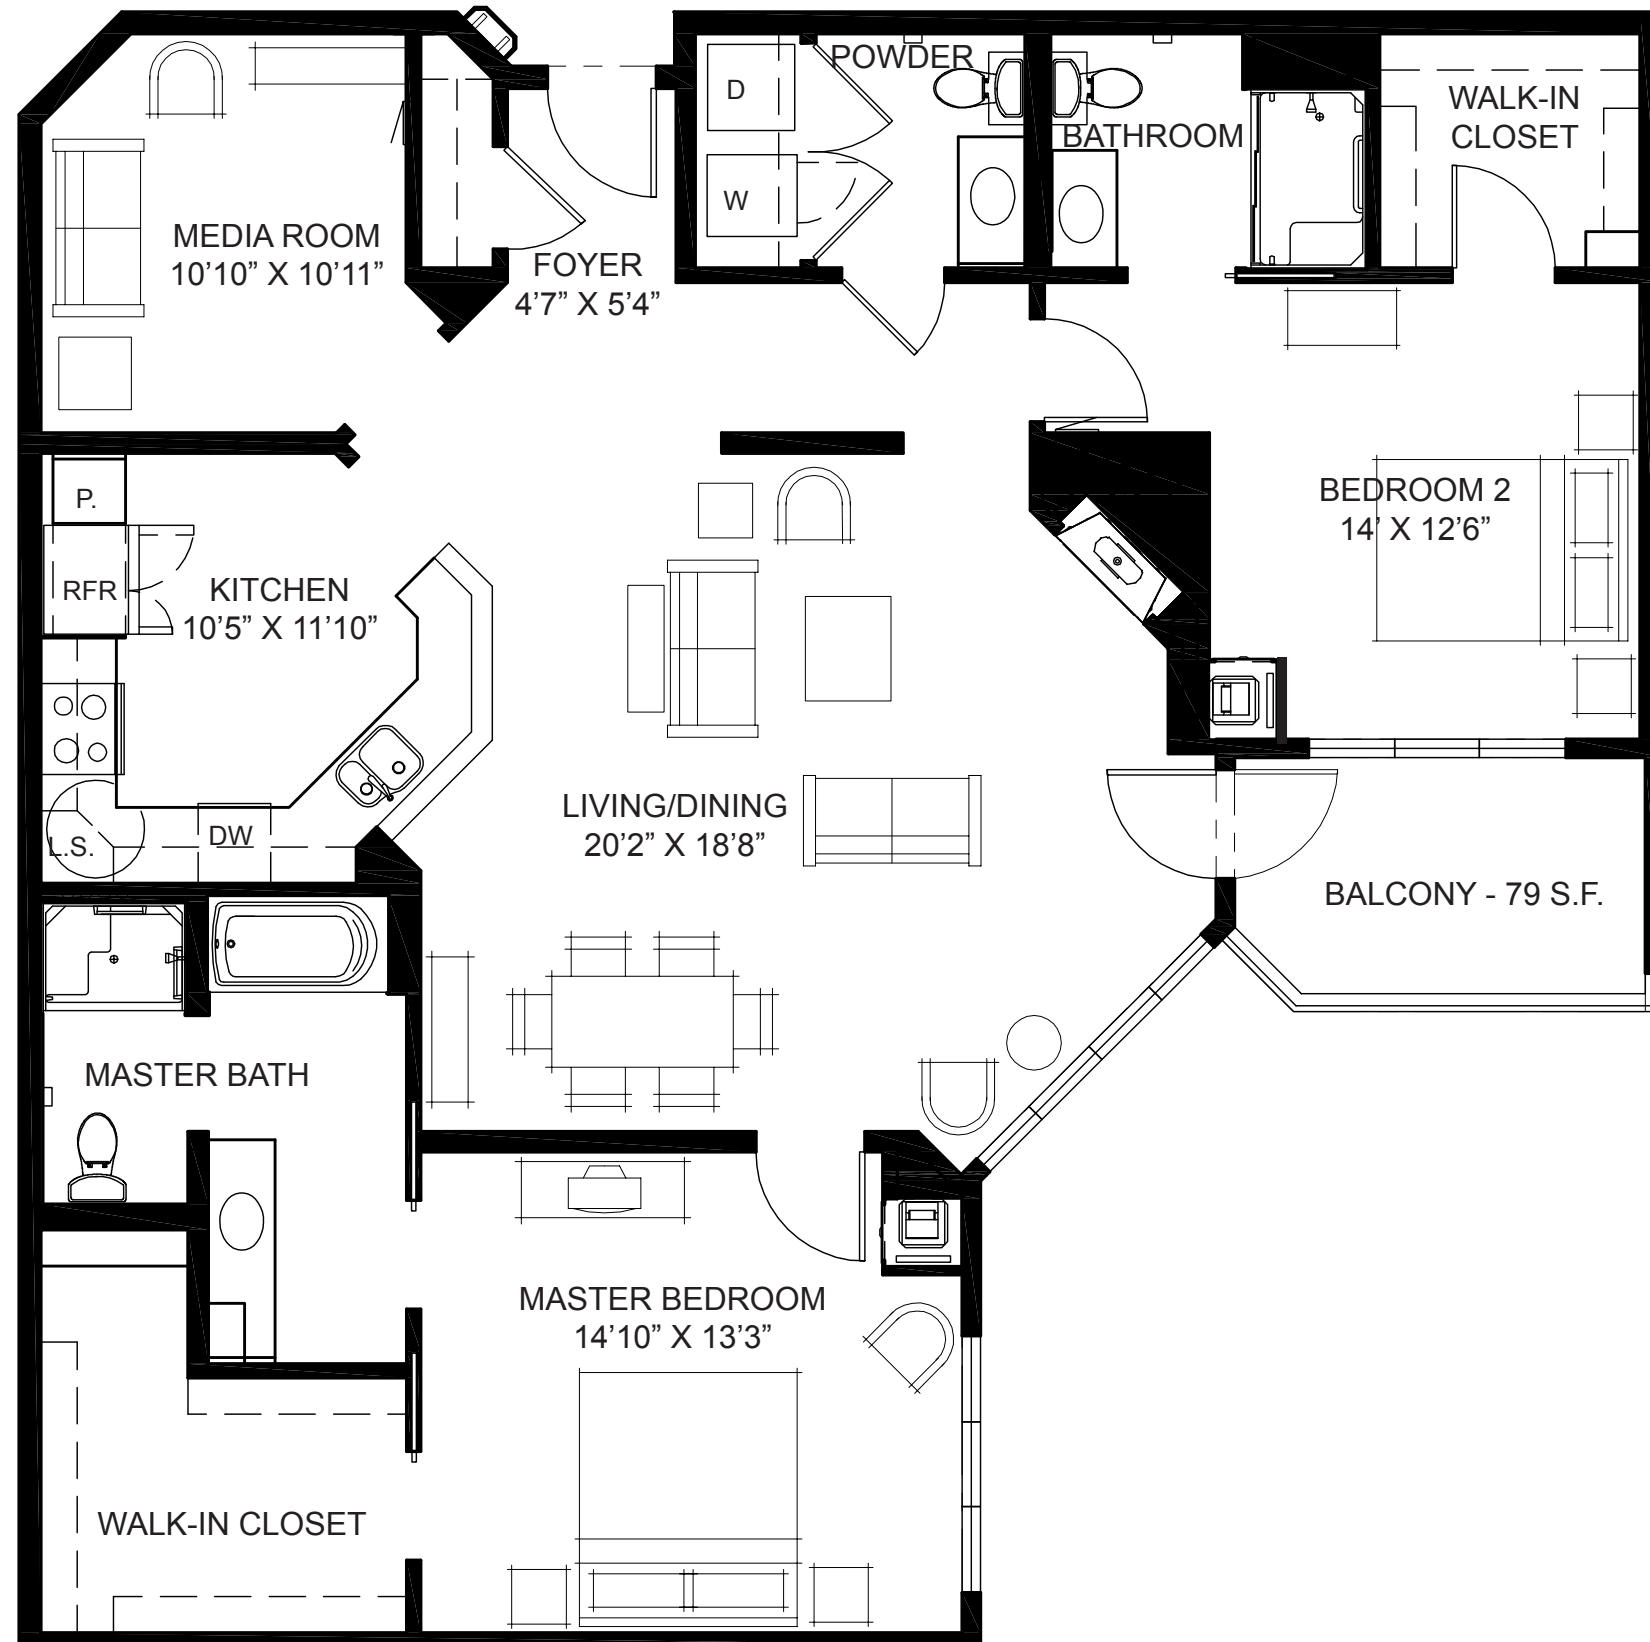 POWDER
D
W
BATHROOM
WALK-IN
CLOSET
MEDIA ROOM
10’10” X 10’11”
FOYER
4’7” X 5’4”
P.
RFR
KITCHEN
10’5” X 11’10”
BEDROOM 2
14’ X 12’6”
L.S.
DW
LIVING/DINING
20’2” X 18’8”
BALCONY - 79 S.F.
MASTER BATH
MASTER BEDROOM
14’10” X 13’3”
WALK-IN CLOSET